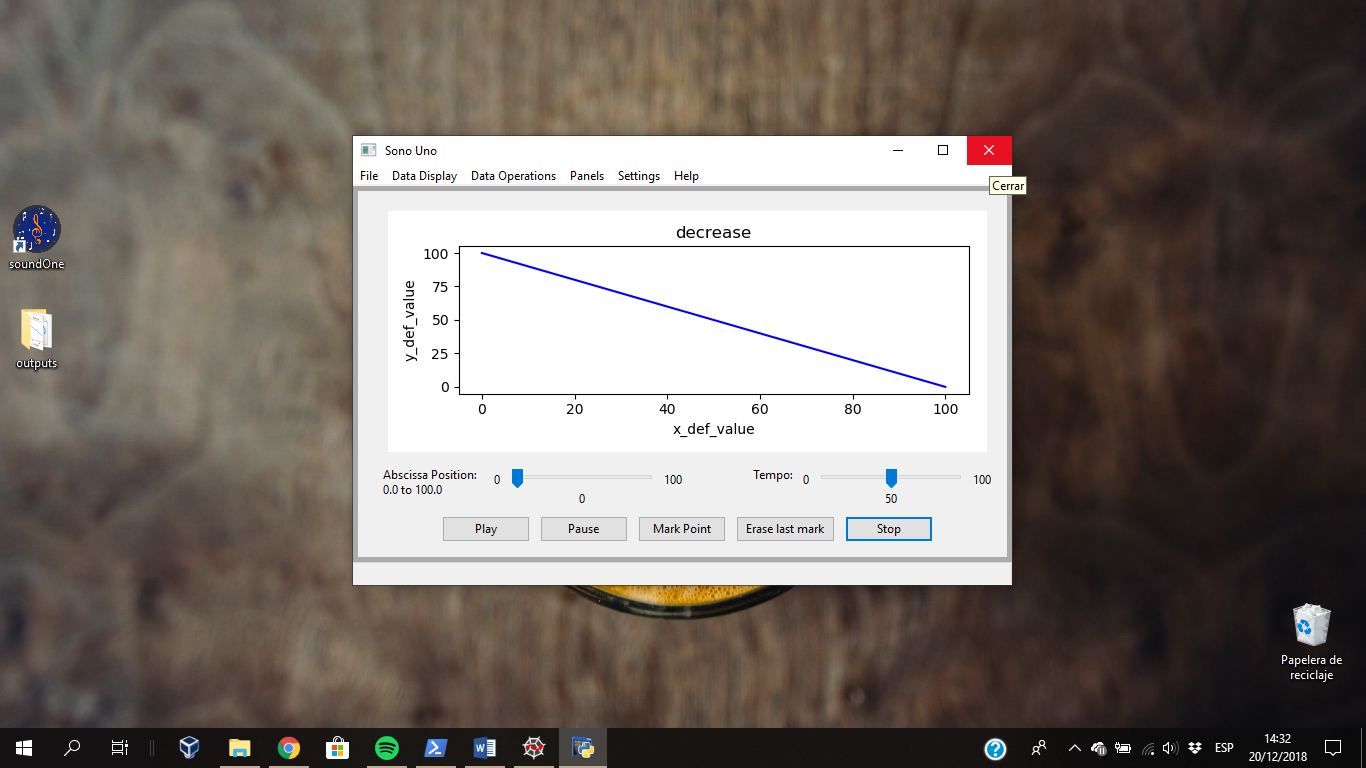 Sono Uno
File Data Display Data Operations Panels Settings Help
Cerrar
decrease
100
75
50
25
0
y_def_value
0 20 40 60 80 100
x_def_value
Abscissa Position:
0.0 to 100.0
0 100
0
Tempo: 0 100
50
Play Pause Mark Point Erase last mark Stop
soundOne
outputs
Papelera de
reciclaje
ESP
14:32
20/12/2018